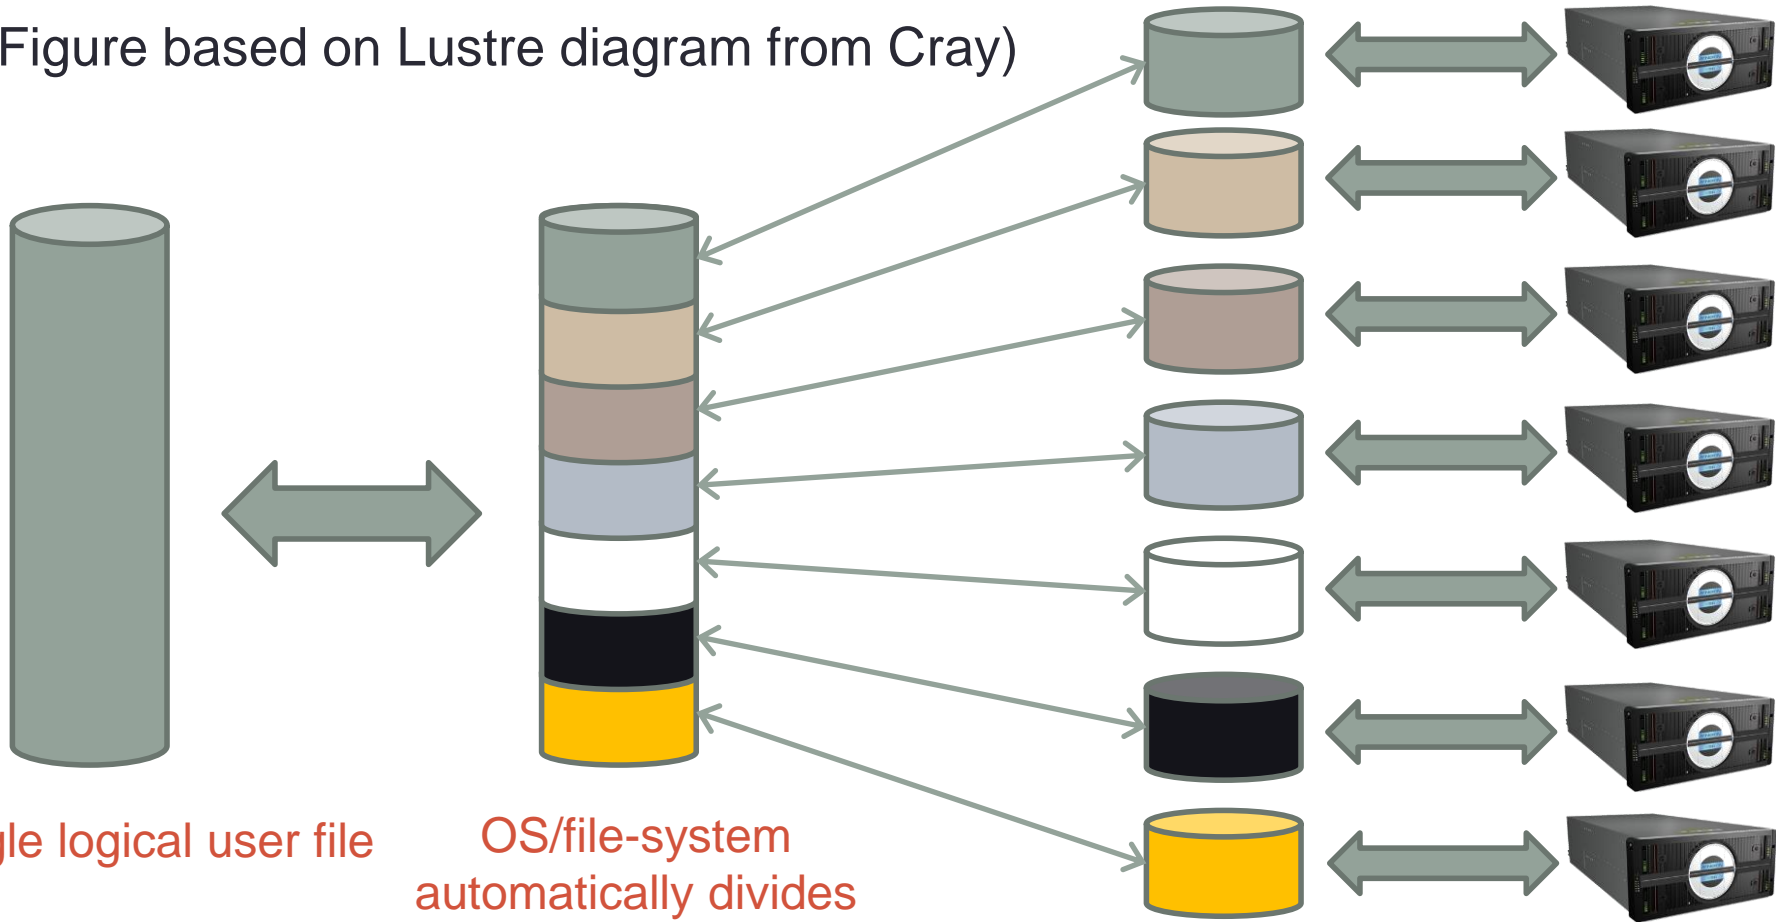 Figure based on Lustre diagram from Cray)
gle logical user file
OS/file-system
automatically divides